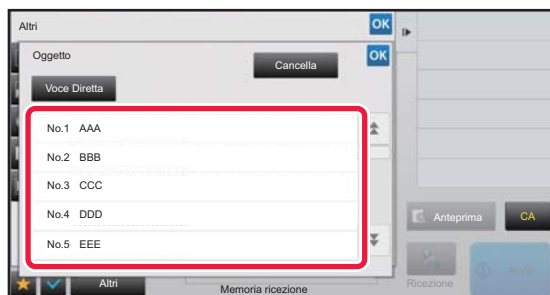 Altri
OK
Oggetto
Cancella
OK
Voce Diretta
No.1 AAA
No.2 BBB
No.3 CCC
No.4 DDD
No.5 EEE
Anteprima
CA
Altri
Memoria ricezione
Ricezione
Avvio